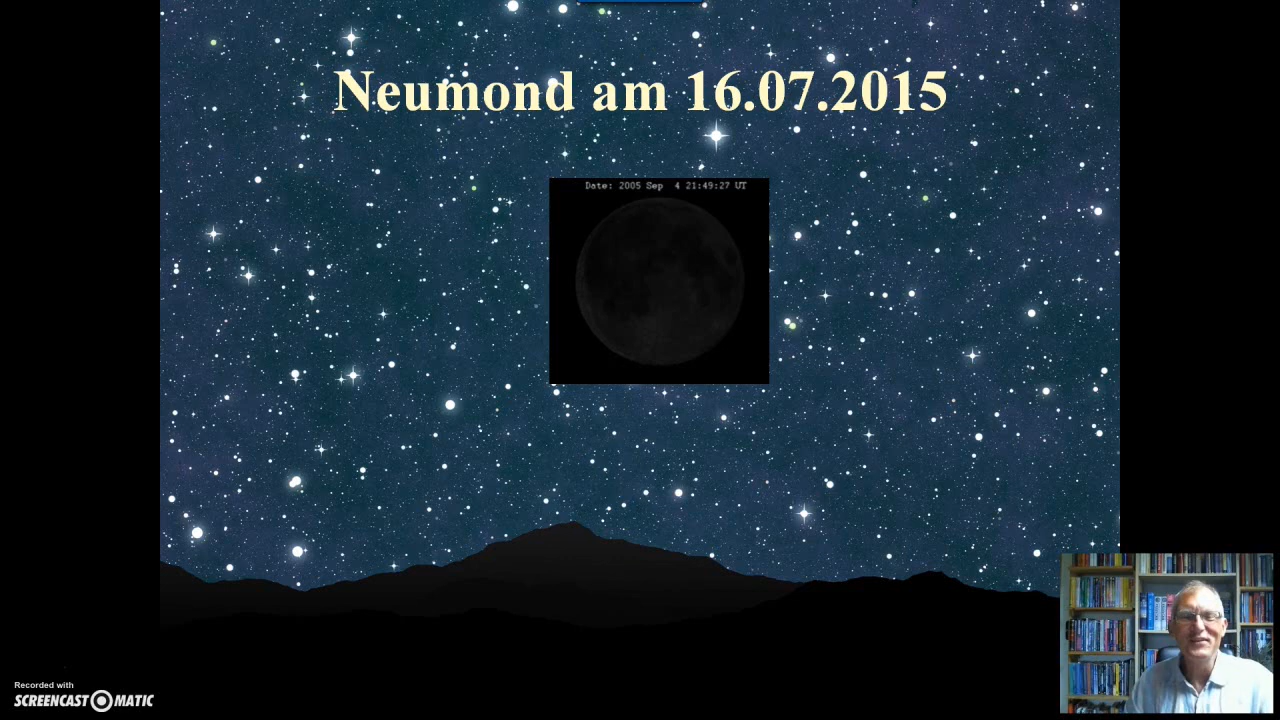 Neumond am 16.07.2015
Date: 2005 Sep  4 21:49:27 UT
Recorded with
SCREENCAST MATIC